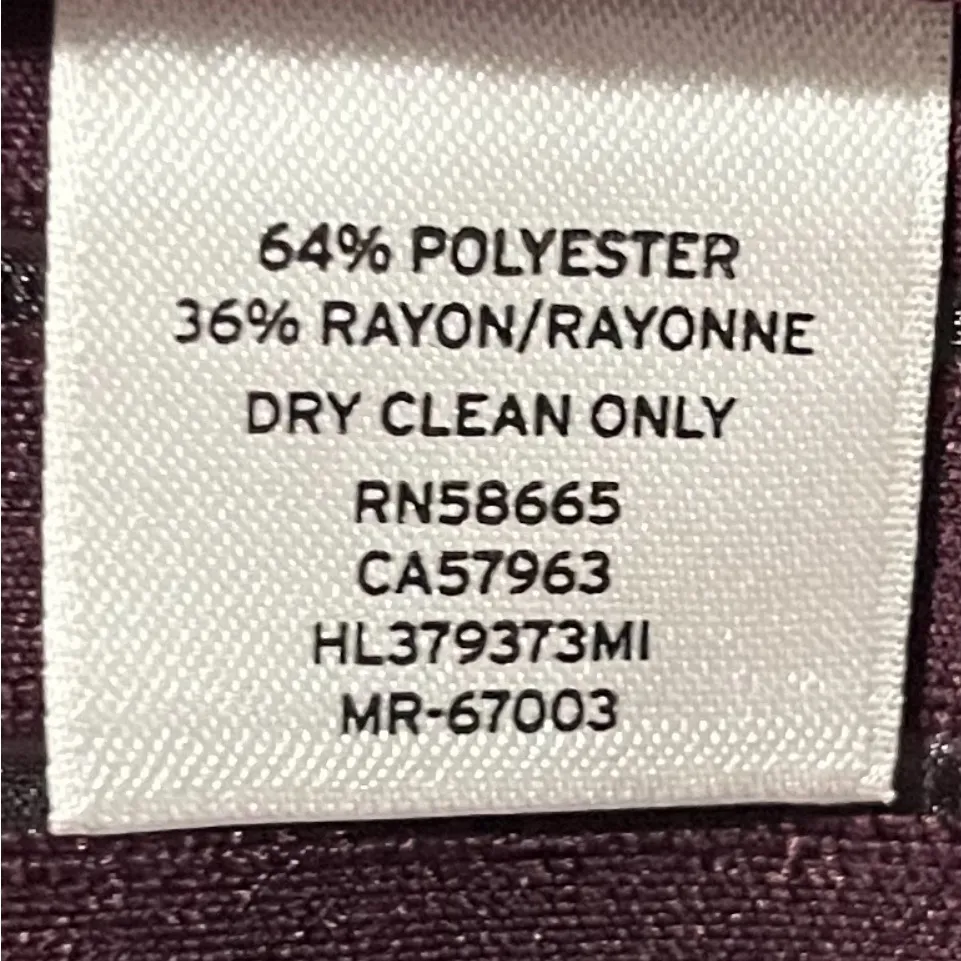 64% POLYESTER
36% RAYON/RAYONNE
DRY CLEAN ONLY
RN58665
CA57963
HL379373MI
MR-67003